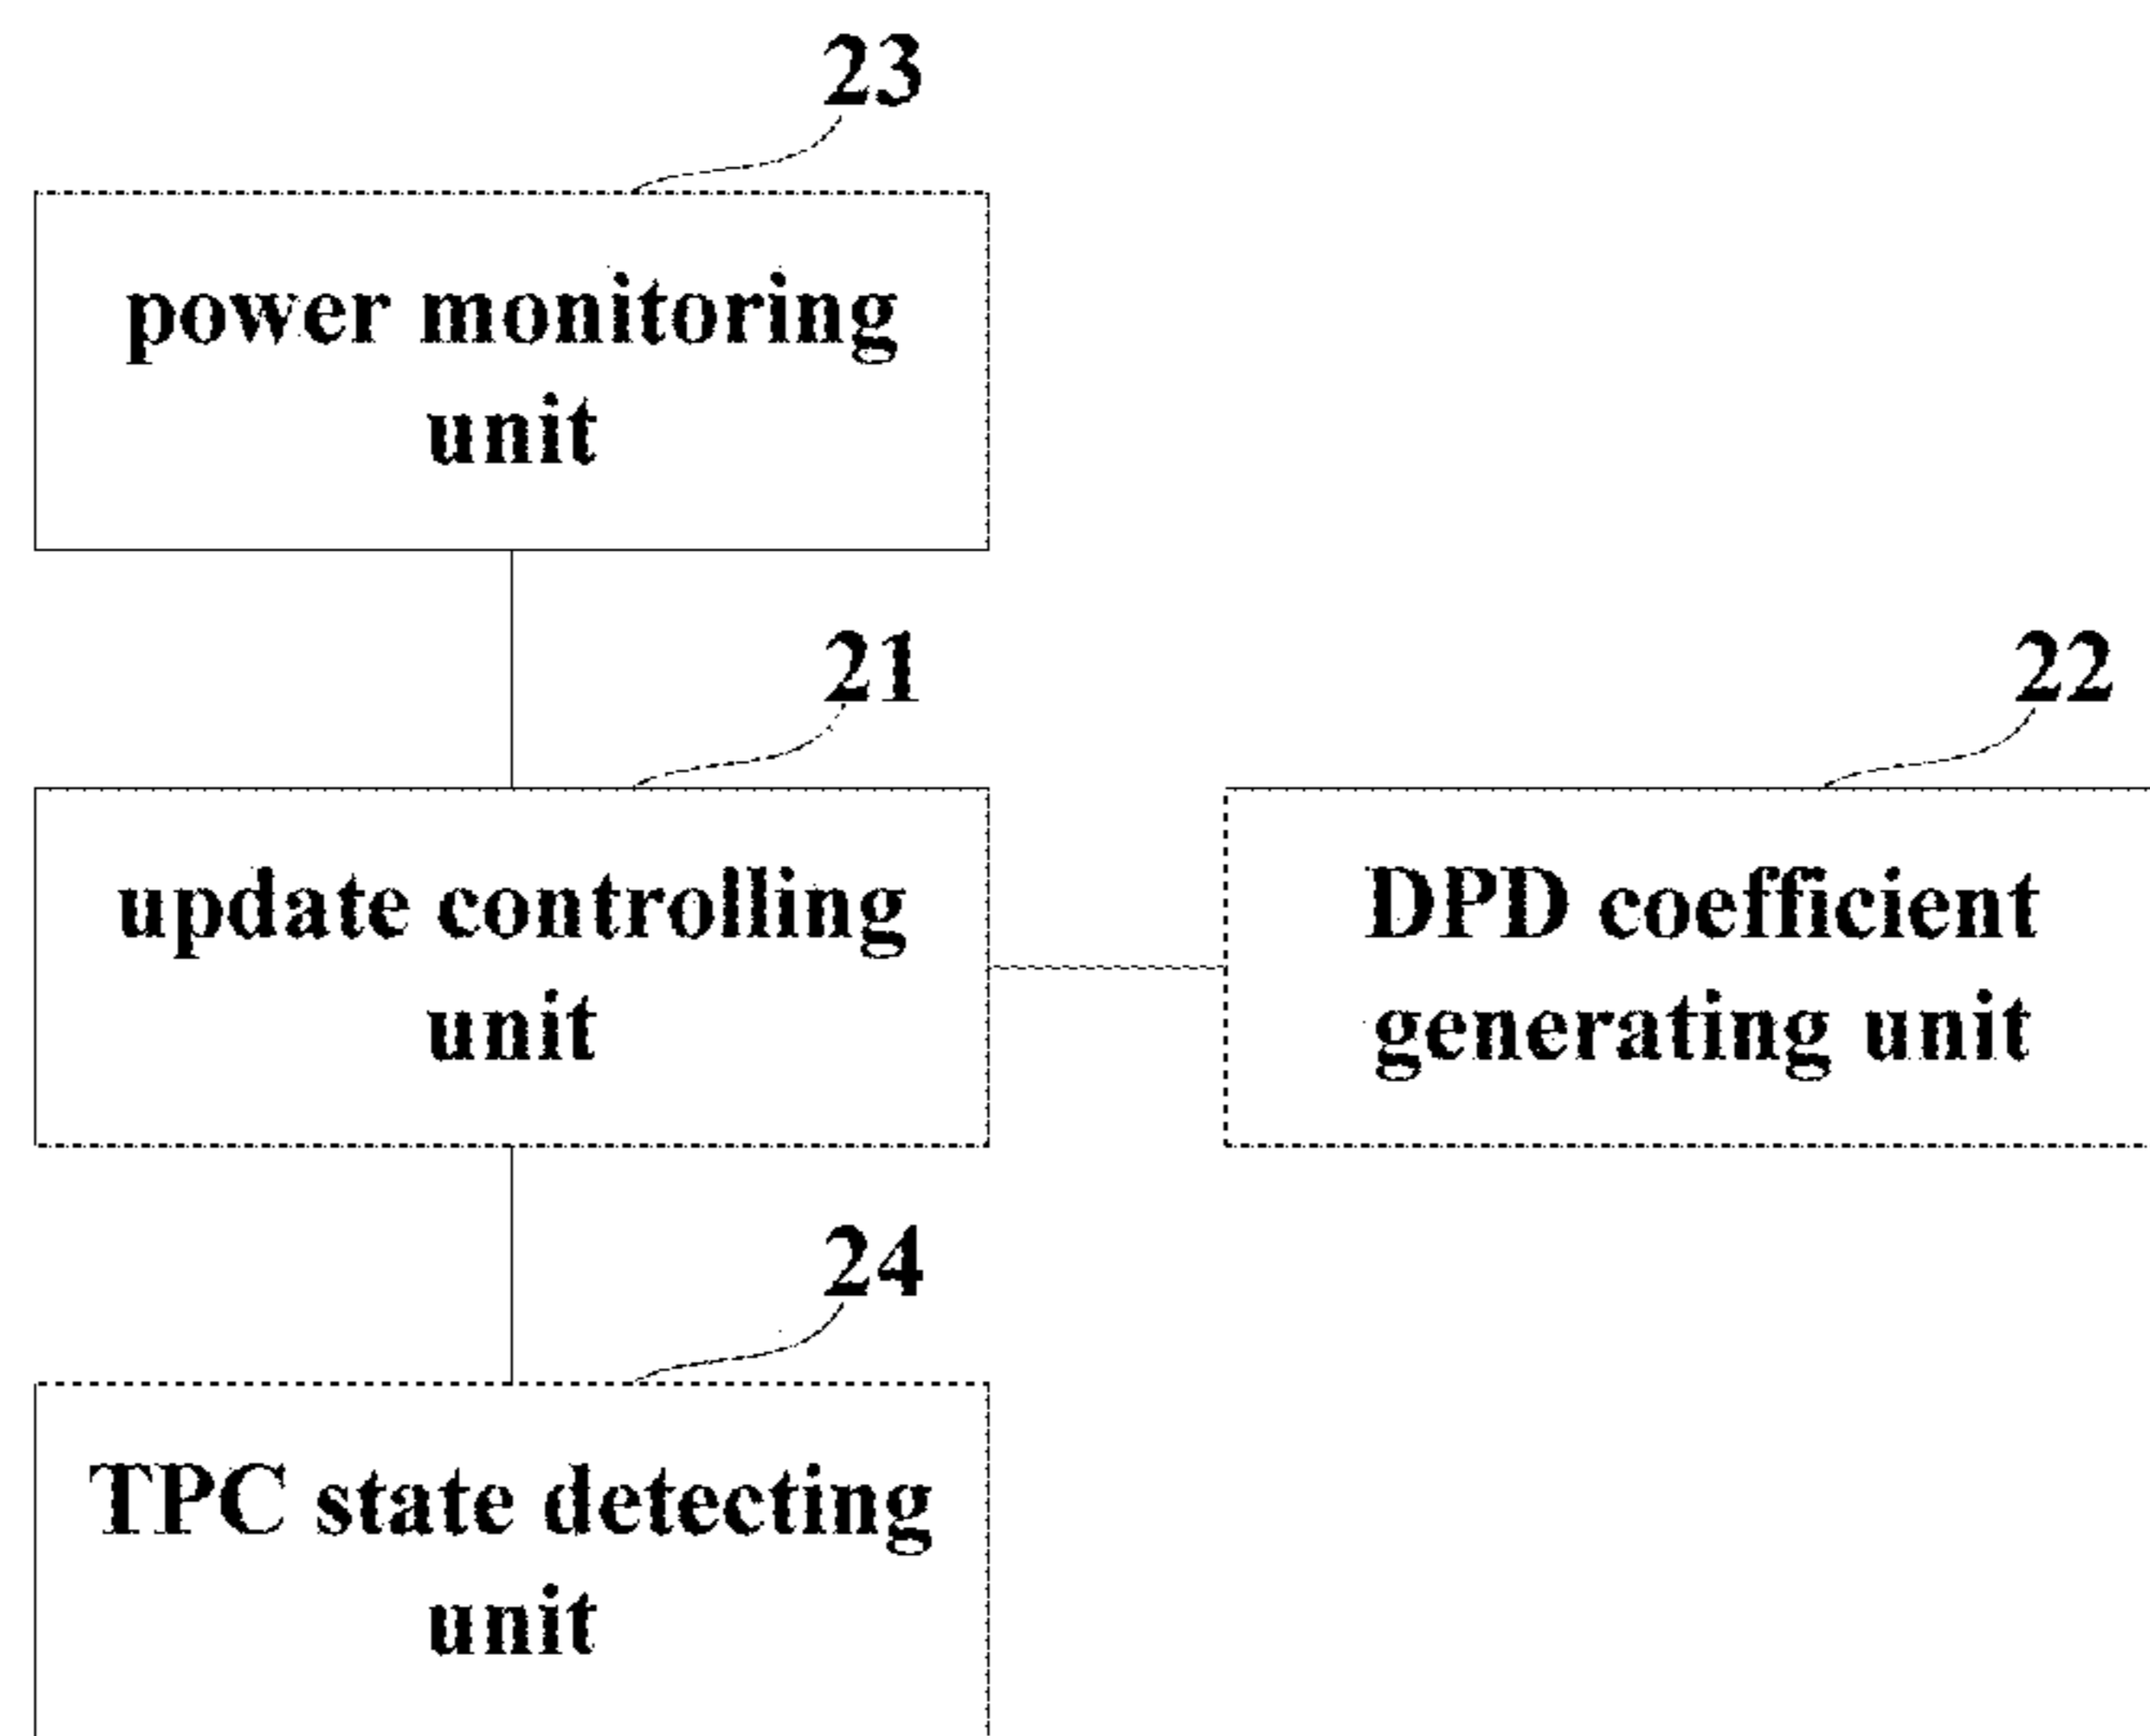 23
power monitoring
unit
21
update controlling
unit
22
DPD coefficient
generating unit
24
TPC state detecting
unit